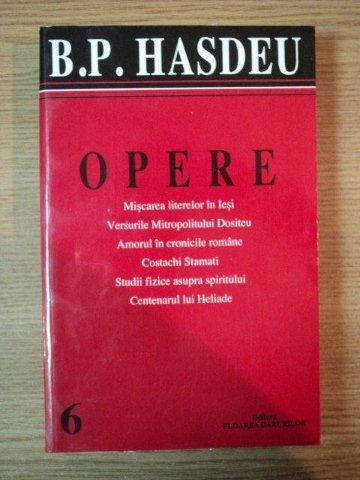 B.P. HASDEU
OPERE
Mişcarea literelor în Ieşi
Versurile Mitropolitului Dositeu
Amorul în cronicile române
Costachi Stamati
Studii fizice asupra spiritului
Centenarul lui Heliade
6
Editura
FLOAREA DARURILOR